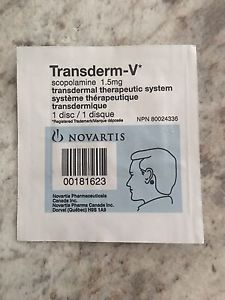 Transderm-V*
scopolamine 1.5mg
transdermal therapeutic system
système thérapeutique
transdermique
1 disc / 1 disque
*Registered Trademark/Marque déposée
NPN 80024336
NOVARTIS
00181623
Novartis Pharmaceuticals
Canada Inc.
Novartis Pharma Canada Inc.
Dorval (Québec) H9S 1A9